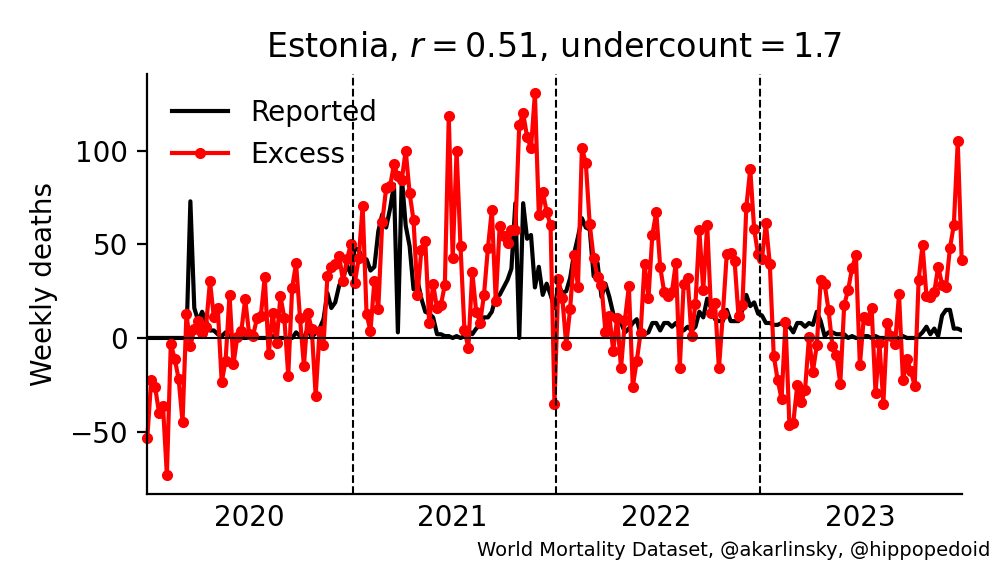 Estonia, r = 0.51, undercount = 1.7
Reported
Excess
Weekly deaths
100
50
0
−50
2020 2021 2022 2023
World Mortality Dataset, @akarlinsky, @hippopedoid